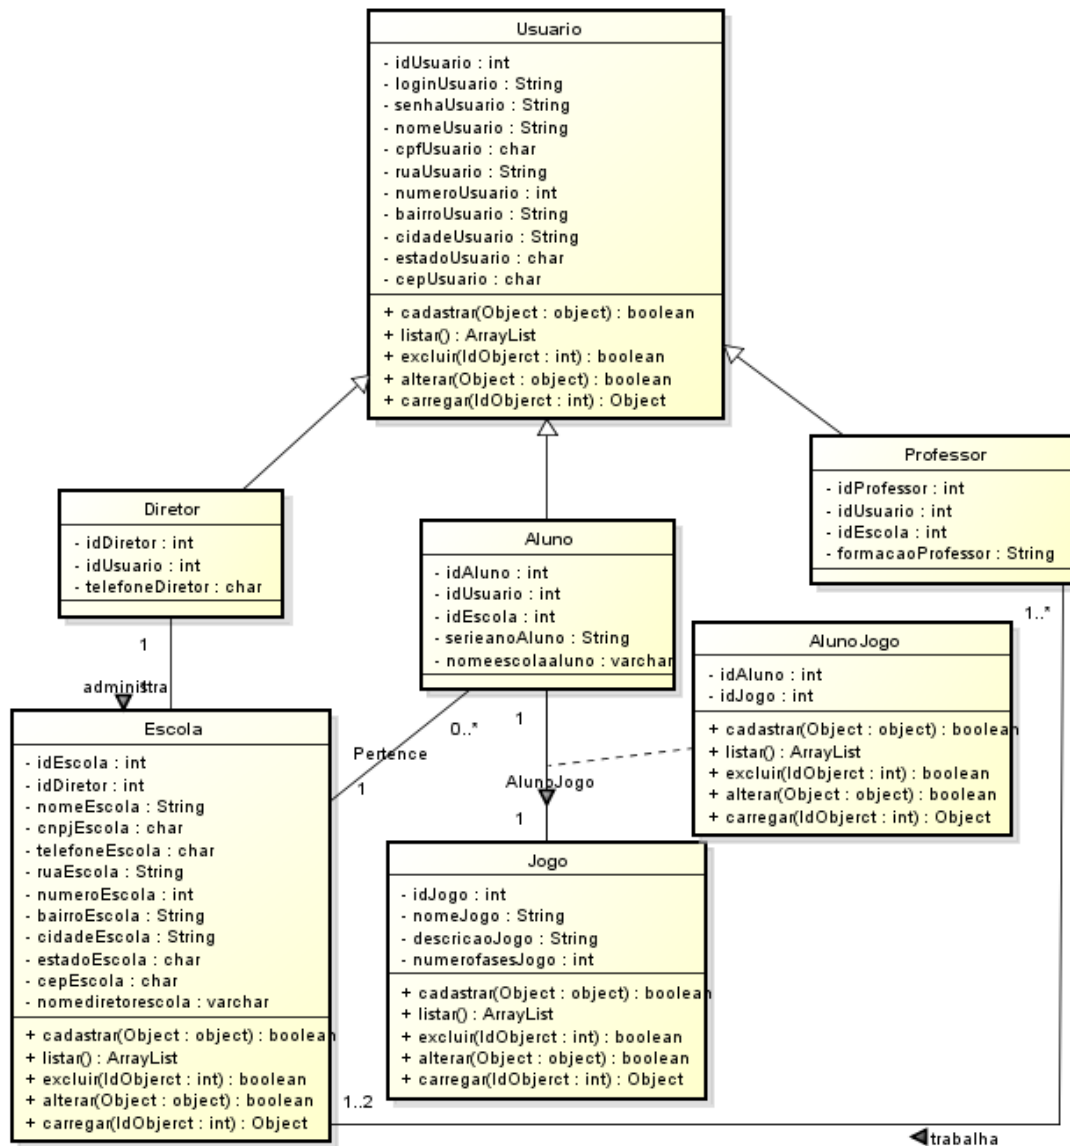 Usuario
- idUsuario : int
- loginUsuario : String
- senhaUsuario : String
- nomeUsuario : String
- cpfUsuario : char
- ruaUsuario : String
- numeroUsuario : int
- bairroUsuario : String
- cidadeUsuario : String
- estadoUsuario : char
- cepUsuario : char
+ cadastrar(Object : object) : boolean
+ listar() : ArrayList
+ excluir(IdObjerct : int) : boolean
+ alterar(Object : object) : boolean
+ carregar(IdObjerct : int) : Object
Diretor
- idDiretor : int
- idUsuario : int
- telefoneDiretor : char
Aluno
- idAluno : int
- idUsuario : int
- idEscola : int
- serieanoAluno : String
- nomeescolaaluno : varchar
Professor
- idProfessor : int
- idUsuario : int
- idEscola : int
- formacaoProfessor : String
1
administra
1
0..*
Pertence
1
1
AlunoJogo
1
1..*
AlunoJogo
- idAluno : int
- idJogo : int
+ cadastrar(Object : object) : boolean
+ listar() : ArrayList
+ excluir(IdObjerct : int) : boolean
+ alterar(Object : object) : boolean
+ carregar(IdObjerct : int) : Object
Escola
- idEscola : int
- idDiretor : int
- nomeEscola : String
- cnpjEscola : char
- telefoneEscola : char
- ruaEscola : String
- numeroEscola : int
- bairroEscola : String
- cidadeEscola : String
- estadoEscola : char
- cepEscola : char
- nomediretorescola : varchar
+ cadastrar(Object : object) : boolean
+ listar() : ArrayList
+ excluir(IdObjerct : int) : boolean
+ alterar(Object : object) : boolean
+ carregar(IdObjerct : int) : Object
Jogo
- idJogo : int
- nomeJogo : String
- descricaoJogo : String
- numerofasesJogo : int
+ cadastrar(Object : object) : boolean
+ listar() : ArrayList
+ excluir(IdObjerct : int) : boolean
+ alterar(Object : object) : boolean
+ carregar(IdObjerct : int) : Object
1..2
trabalha